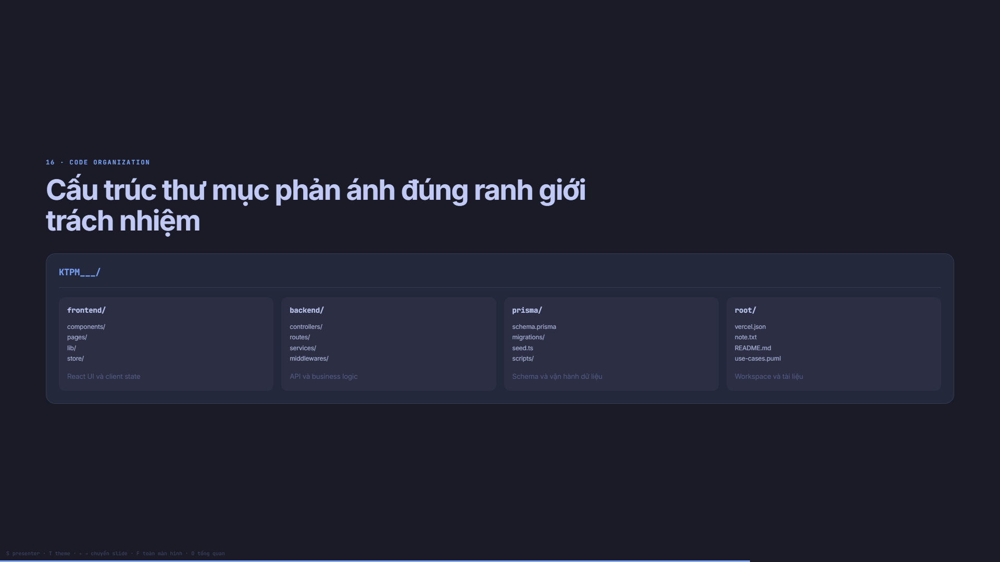 16 · CODE ORGANIZATION
Cấu trúc thư mục phản ánh đúng ranh giới
trách nhiệm
KTPM___/
frontend/
components/
pages/
lib/
store/
React UI và client state
backend/
controllers/
routes/
services/
middlewares/
API và business logic
prisma/
schema.prisma
migrations/
seed.ts
scripts/
Schema và vận hành dữ liệu
root/
vercel.json
note.txt
README.md
use-cases.puml
Workspace và tài liệu
S presenter · T theme · ← → chuyển slide · F toàn màn hình · O tổng quan